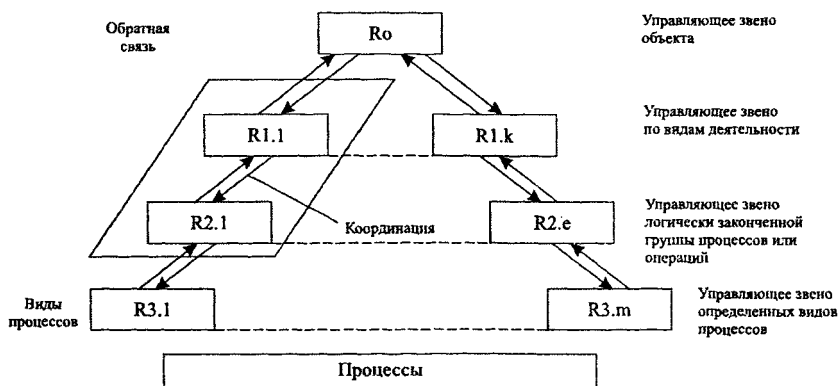 Обратная
связь
Ro
Управляющее звено
объекта
R1.1
R1.k
Управляющее звено
по видам деятельности
R2.1
Координация
R2.e
Управляющее звено
логически законченной
группы процессов или
операций
Виды
процессов
R3.1
R3.m
Управляющее звено
определенных видов
процессов
Процессы